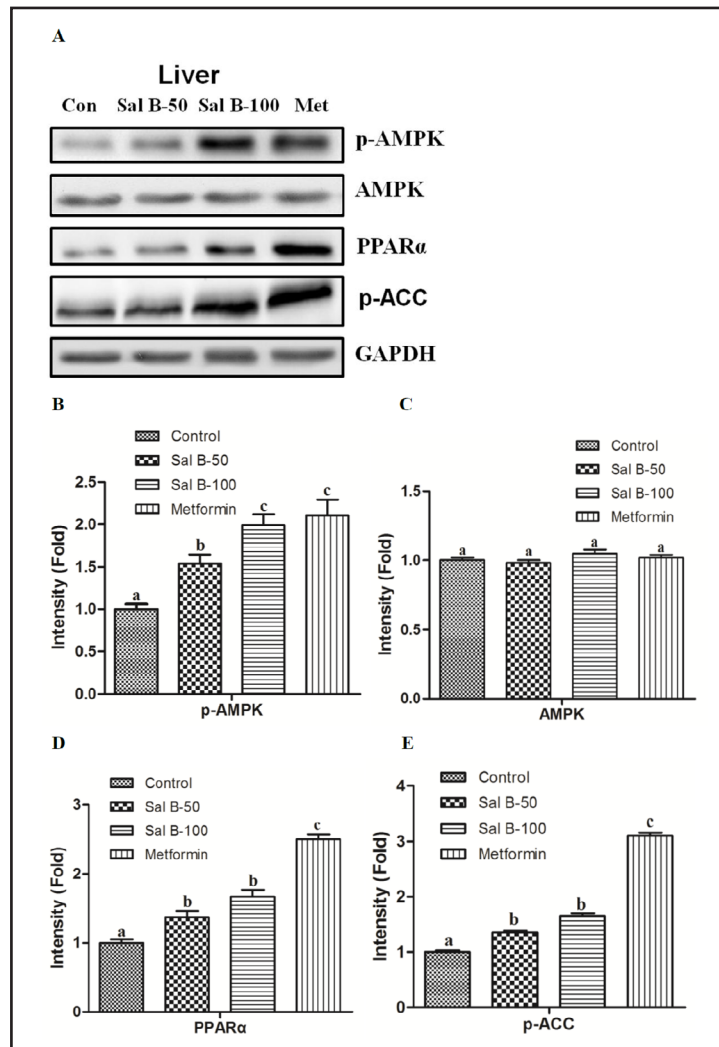 A
Liver
Con Sal B-50 Sal B-100 Met
p-AMPK
AMPK
PPARα
p-ACC
GAPDH
B
Control
Sal B-50
Sal B-100
Metformin
2.5
2.0
1.5
1.0
0.5
0.0
Intensity (Fold)
a
b
c
c
p-AMPK
C
Control
Sal B-50
Sal B-100
Metformin
1.5
1.0
0.5
0.0
Intensity (Fold)
a
a
a
a
AMPK
D
Control
Sal B-50
Sal B-100
Metformin
3
2
1
0
Intensity (Fold)
a
b
b
c
PPARα
E
Control
Sal B-50
Sal B-100
Metformin
4
3
2
1
0
Intensity (Fold)
a
b
b
c
p-ACC